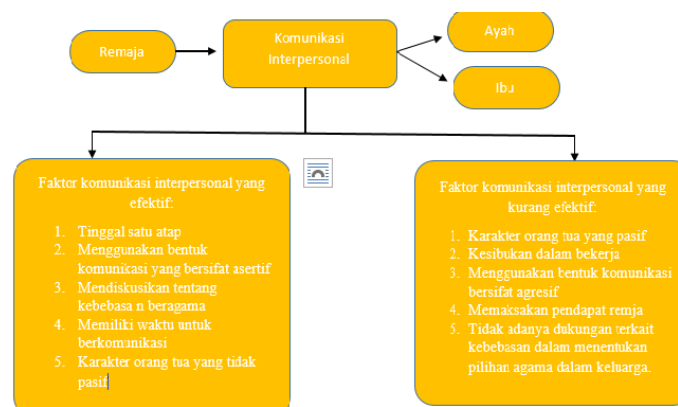 Remaja
Komunikasi
Interpersonal
Ayah
Ibu
Faktor komunikasi interpersonal yang
efektif:
1. Tinggal satu atap
2. Menggunakan bentuk
komunikasi yang bersifat asertif
3. Mendiskusikan tentang
kebebasa n beragama
4. Memiliki waktu untuk
berkomunikasi
5. Karakter orang tua yang tidak
pasif
Faktor komunikasi interpersonal yang
kurang efektif:
1. Karakter orang tua yang pasif
2. Kesibukan dalam bekerja
3. Menggunakan bentuk komunikasi
bersifat agresif
4. Memaksakan pendapat remja
5. Tidak adanya dukungan terkait
kebebasan dalam menentukan
pilihan agama dalam keluarga.